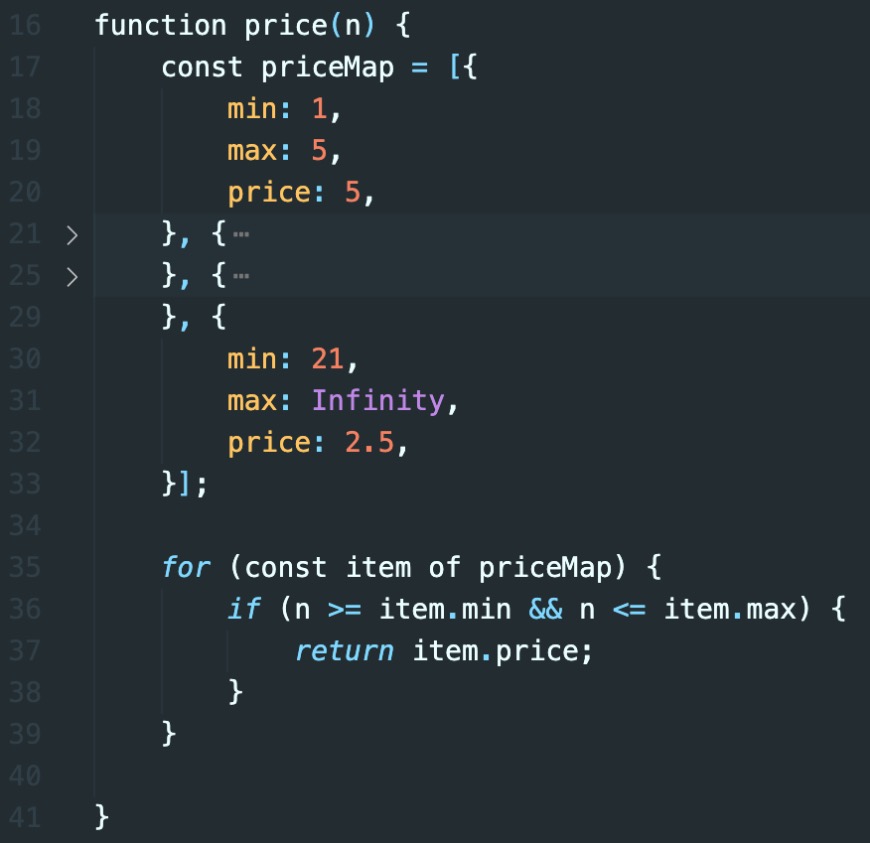 16 function price(n) {
17 const priceMap = [{
18 min: 1,
19 max: 5,
20 price: 5,
21 > }, { ⋯
25 > }, { ⋯
29 }, {
30 min: 21,
31 max: Infinity,
32 price: 2.5,
33 }];
34
35 for (const item of priceMap) {
36 if (n >= item.min && n <= item.max) {
37 return item.price;
38 }
39 }
40
41 }